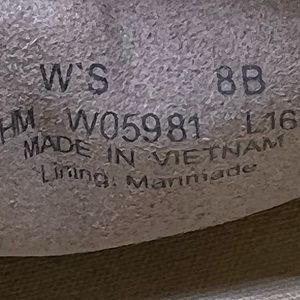 W'S 8B
HM W05981 L16
MADE IN VIETNAM
Lining: Manmade